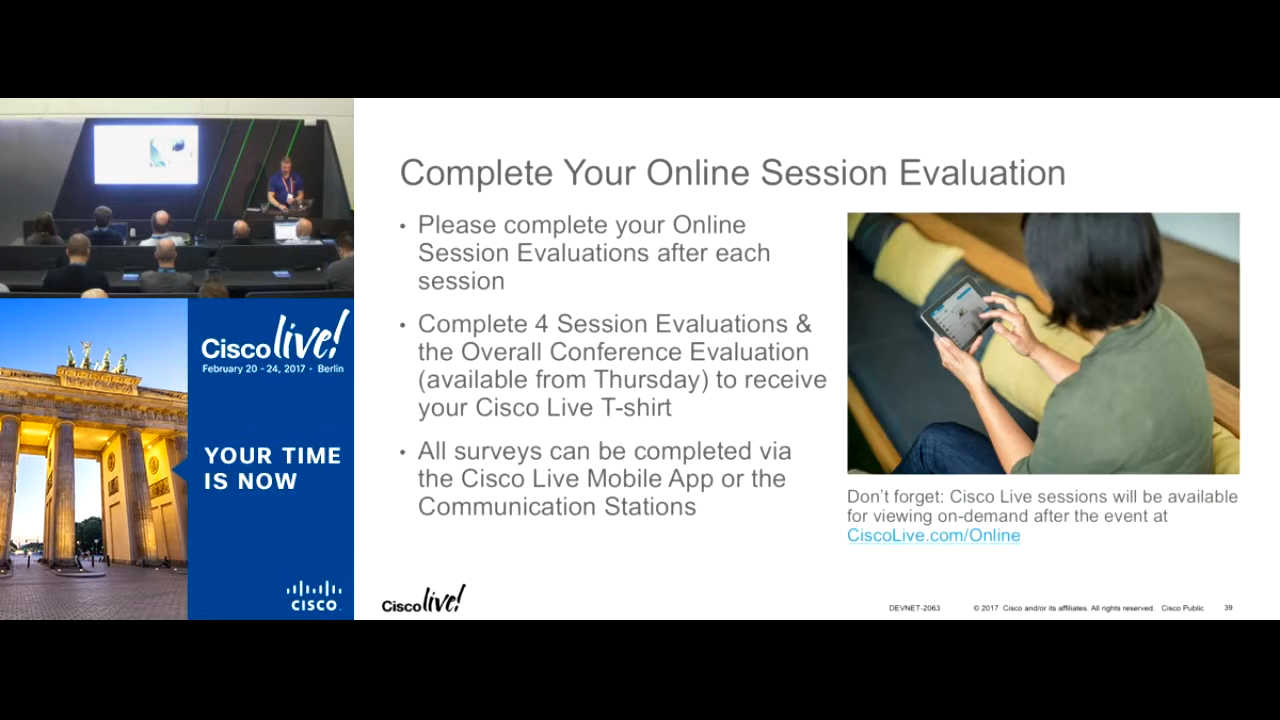 Cisco live!
February 20 - 24, 2017 • Berlin
YOUR TIME
IS NOW
CISCO
Complete Your Online Session Evaluation
• Please complete your Online
Session Evaluations after each
session
• Complete 4 Session Evaluations &
the Overall Conference Evaluation
(available from Thursday) to receive
your Cisco Live T-shirt
• All surveys can be completed via
the Cisco Live Mobile App or the
Communication Stations
Don't forget: Cisco Live sessions will be available
for viewing on-demand after the event at
CiscoLive.com/Online
Cisco live!
DEVNET-2063 © 2017 Cisco and/or its affiliates. All rights reserved. Cisco Public 39